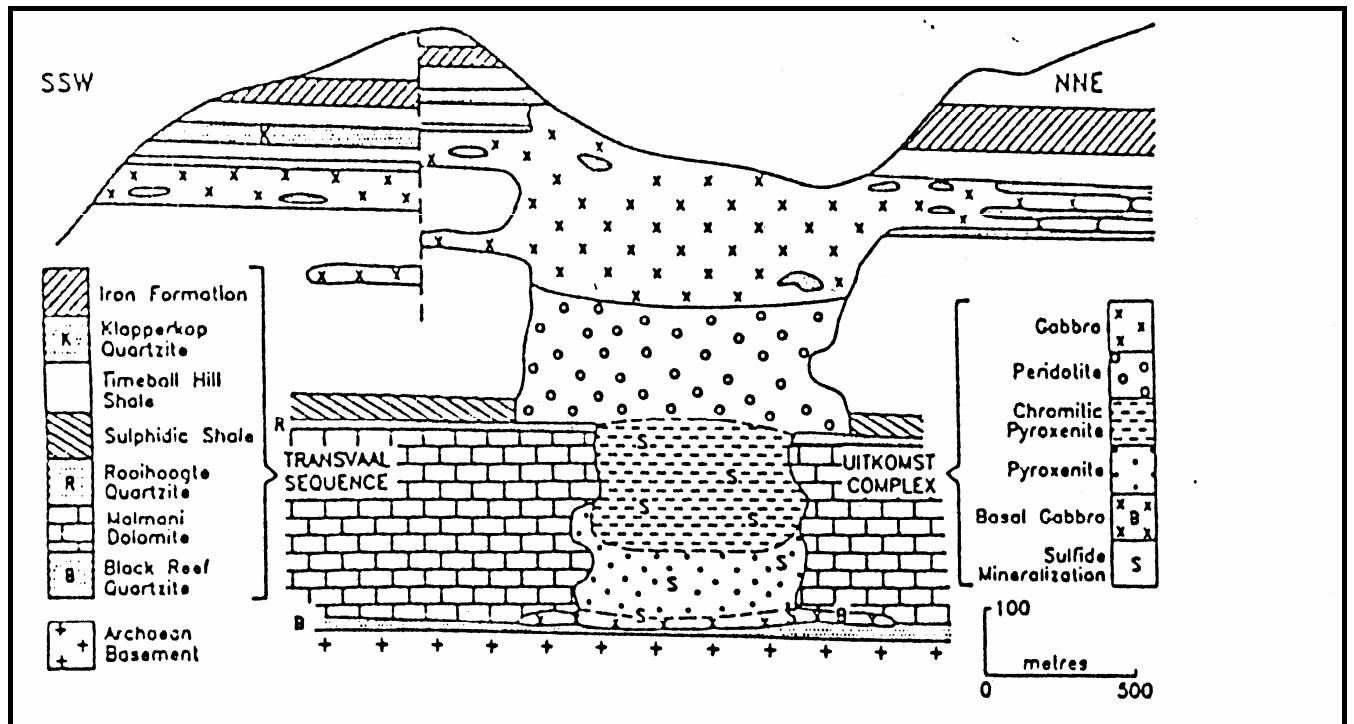 SSW
NNE
K
Iron Formation
K
Klapperkop
Quartzite
Timeball Hill
Shale
Sulphidic Shale
R
Rooihoogte
Quartzite
Malmani
Dolomite
B
Black Reef
Quartzite
Archaean
Basement
R
TRANSVAAL
SEQUENCE
B
S
S
S
S
S
S
S
B
UITKOMST
COMPLEX
Gabbro
Peridotite
Chromitic
Pyroxenite
Pyroxenite
Basal Gabbro
B
Sulfide
Mineralization
S
100
metres
0
500